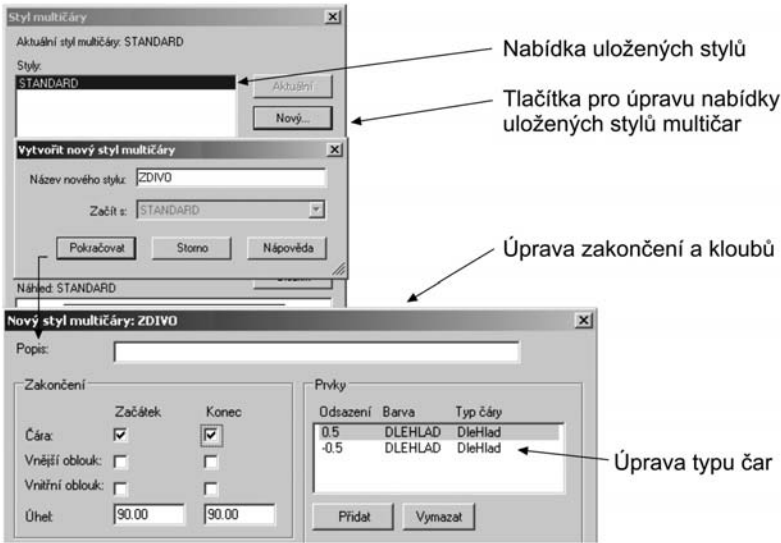 Styl multičáry
Aktuální styl multičáry: STANDARD
Styly:
STANDARD
Aktuální
Nový...
Nabídka uložených stylů
Tlačítka pro úpravu nabídky
uložených stylů multičar
Vytvořit nový styl multičáry
Název nového stylu: ZDIVO
Začít s: STANDARD
Pokračovat Storno Nápověda
Úprava zakončení a kloubů
Náhled: STANDARD
Nový styl multičáry: ZDIVO
Popis:
Zakončení
Začátek Konec
Čára:
Vnější oblouk:
Vnitřní oblouk:
Úhel: 90.00 90.00
Prvky
Odsazení Barva Typ čáry
0.5 DLEHLAD DleHlad
-0.5 DLEHLAD DleHlad
Přidat Vymazat
Úprava typu čar